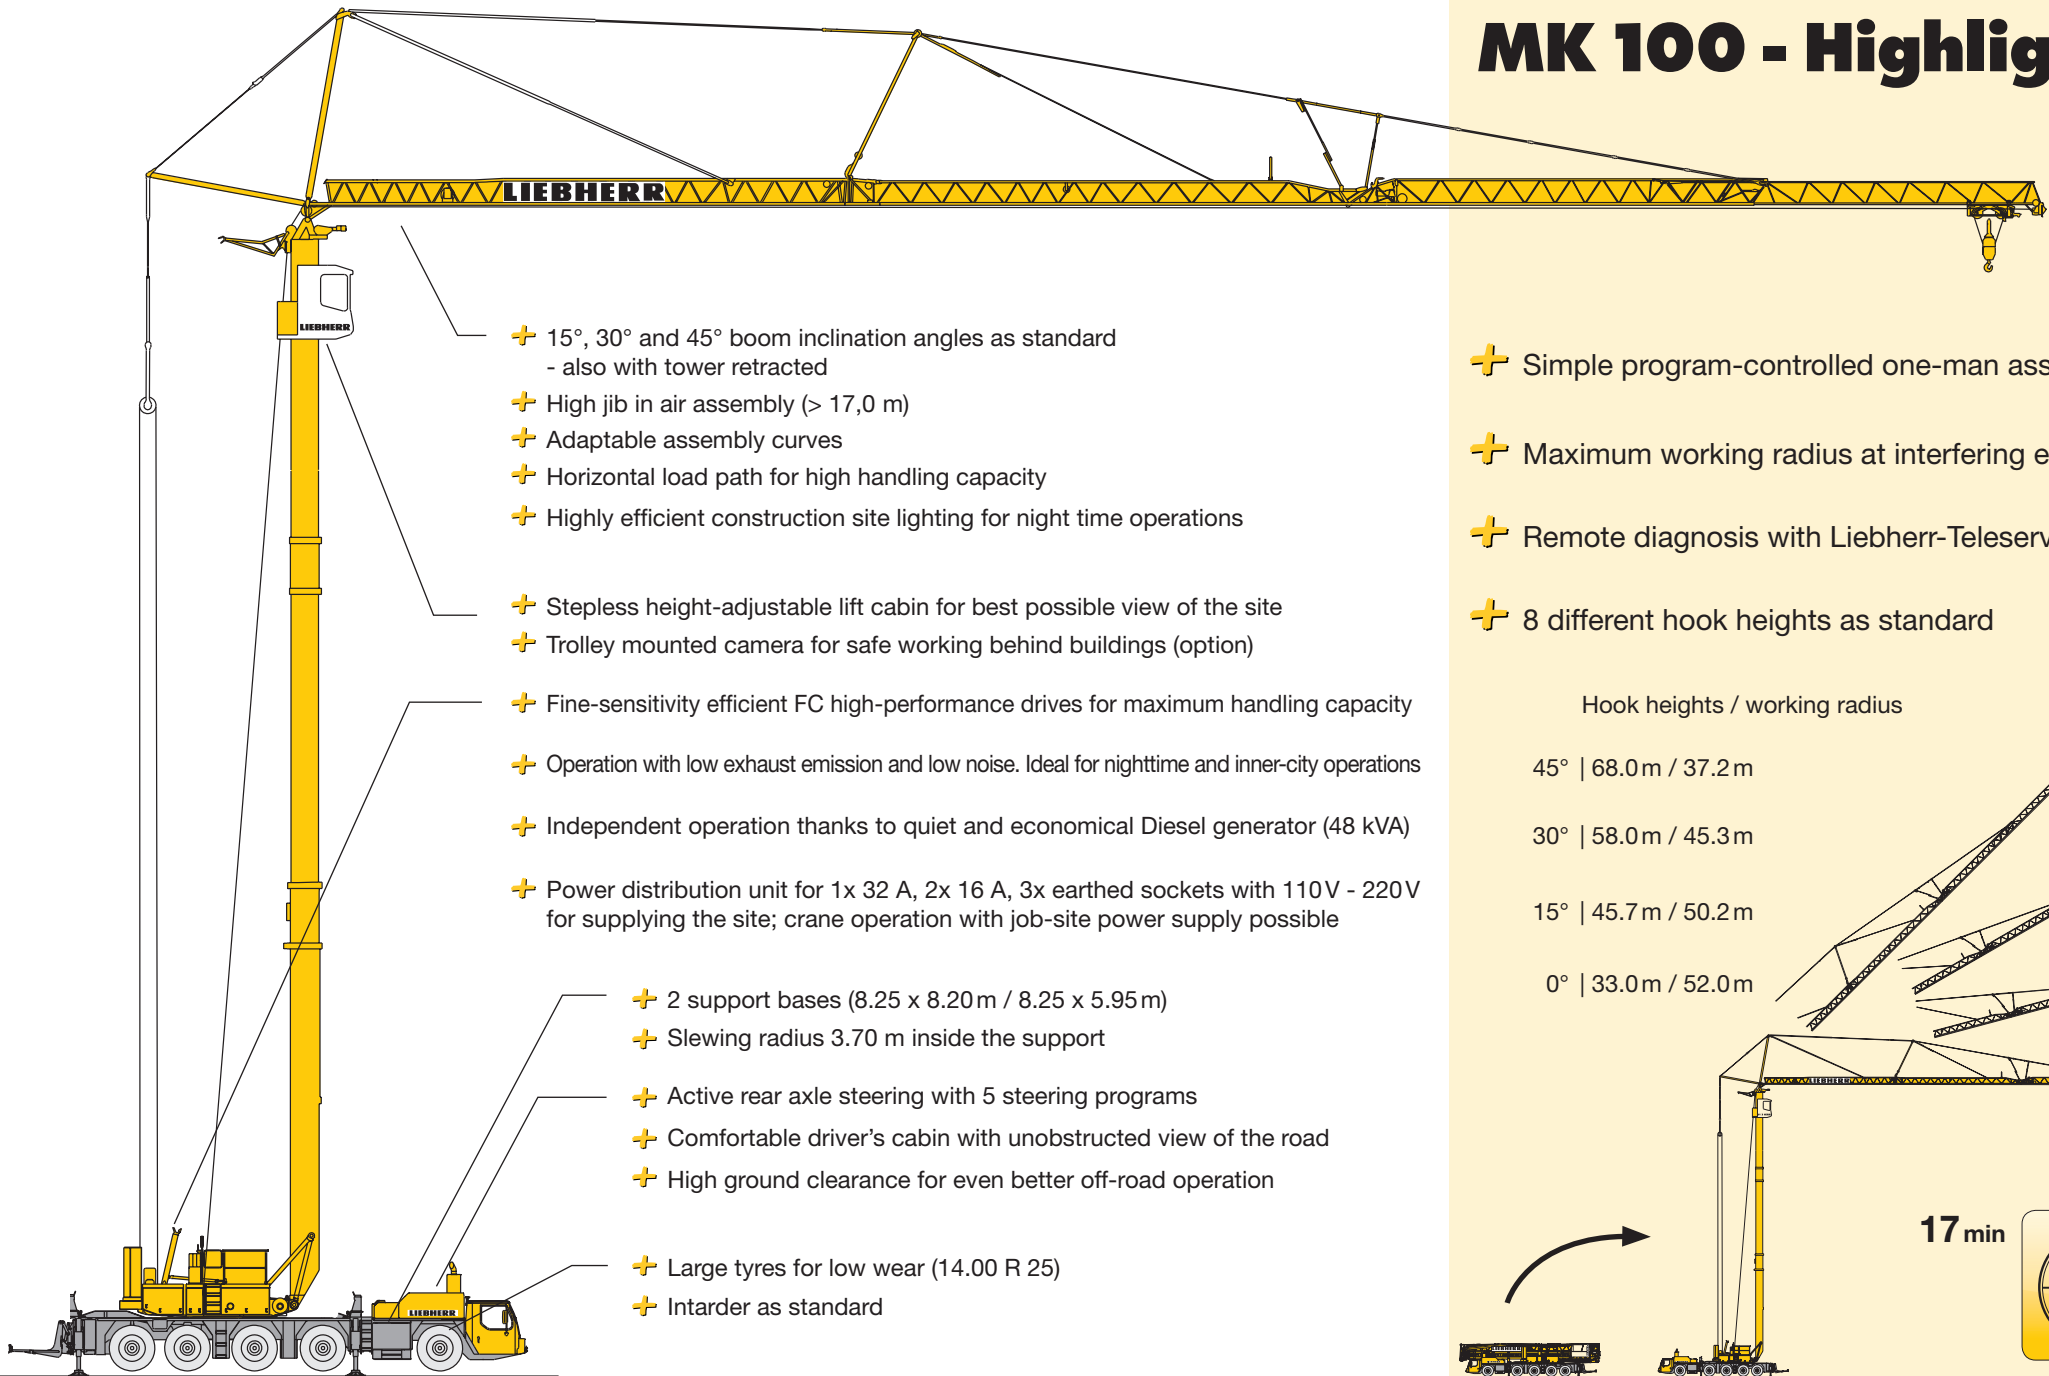 MK 100 - Highlig
LIEBHERR
LIEBHERR
15°, 30° and 45° boom inclination angles as standard
- also with tower retracted
High jib in air assembly (> 17,0 m)
Adaptable assembly curves
Horizontal load path for high handling capacity
Highly efficient construction site lighting for night time operations
Stepless height-adjustable lift cabin for best possible view of the site
Trolley mounted camera for safe working behind buildings (option)
Fine-sensitivity efficient FC high-performance drives for maximum handling capacity
Operation with low exhaust emission and low noise. Ideal for nighttime and inner-city operations
Independent operation thanks to quiet and economical Diesel generator (48 kVA)
Power distribution unit for 1x 32 A, 2x 16 A, 3x earthed sockets with 110 V - 220 V
for supplying the site; crane operation with job-site power supply possible
2 support bases (8.25 x 8.20 m / 8.25 x 5.95 m)
Slewing radius 3.70 m inside the support
Active rear axle steering with 5 steering programs
Comfortable driver's cabin with unobstructed view of the road
High ground clearance for even better off-road operation
Large tyres for low wear (14.00 R 25)
Intarder as standard
LIEBHERR
Simple program-controlled one-man ass
Maximum working radius at interfering e
Remote diagnosis with Liebherr-Teleserv
8 different hook heights as standard
Hook heights / working radius
45° | 68.0 m / 37.2 m
30° | 58.0 m / 45.3 m
15° | 45.7 m / 50.2 m
0° | 33.0 m / 52.0 m
LIEBHERR
17 min